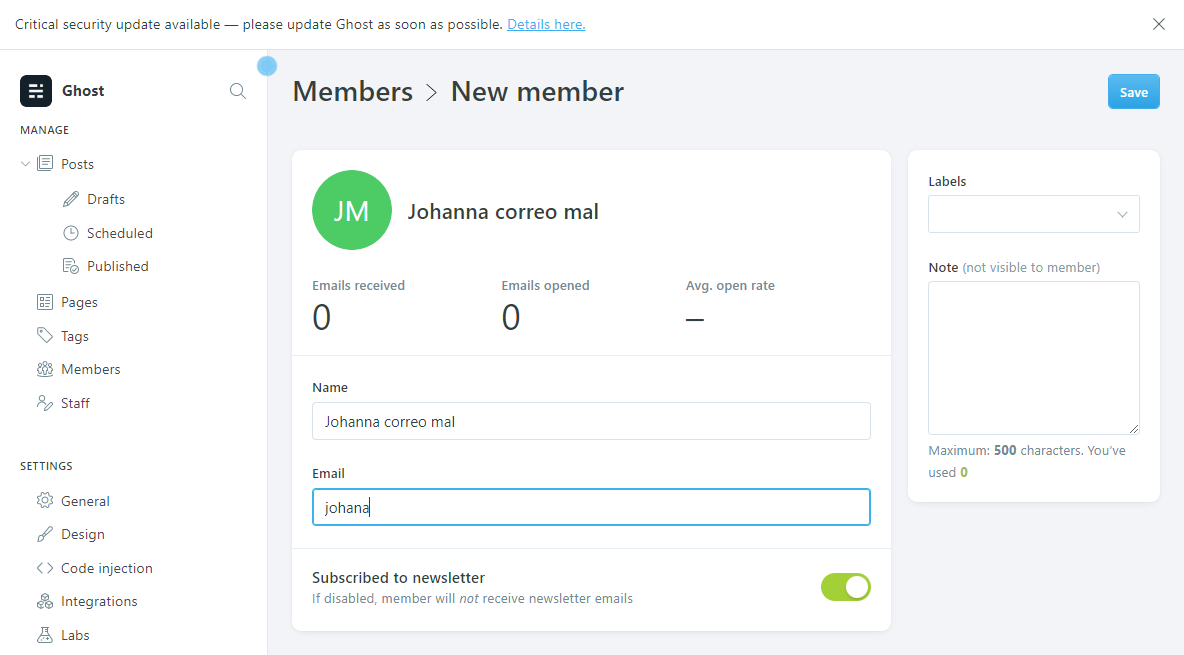 Critical security update available — please update Ghost as soon as possible. Details here.
Ghost
MANAGE
Posts
Drafts
Scheduled
Published
Pages
Tags
Members
Staff
SETTINGS
General
Design
Code injection
Integrations
Labs
Members > New member
Save
JM
Johanna correo mal
Emails received
0
Emails opened
0
Avg. open rate
–
Name
Johanna correo mal
Email
johana
Subscribed to newsletter
If disabled, member will not receive newsletter emails
Labels
Note (not visible to member)
Maximum: 500 characters. You've
used 0